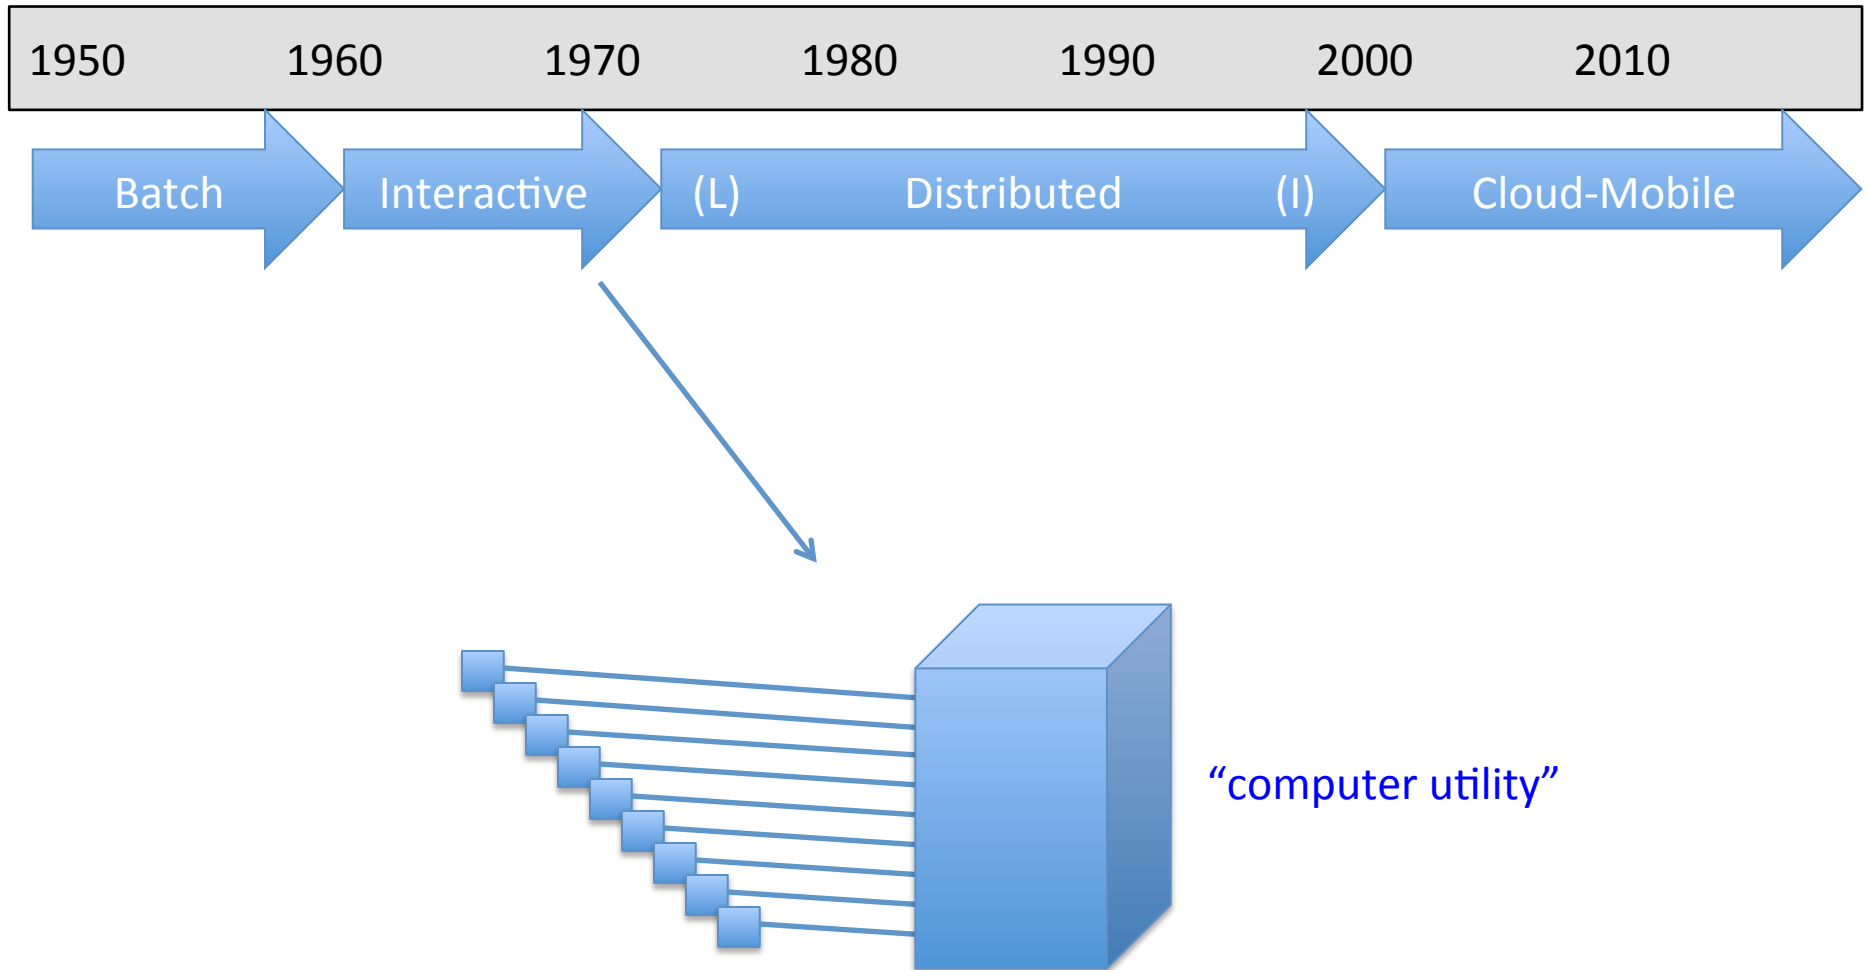 1950 1960 1970 1980 1990 2000 2010
Batch Interactive (L) Distributed (I) Cloud-Mobile
“computer utility”